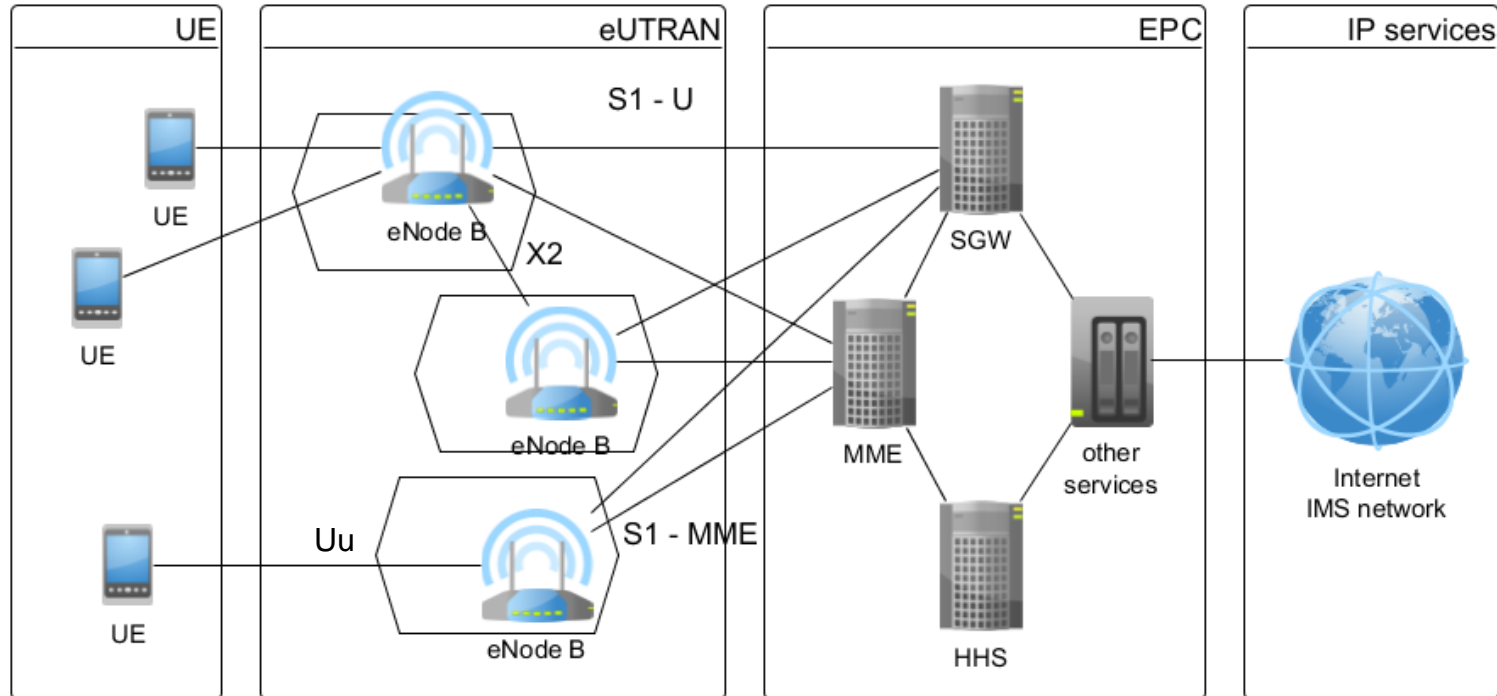 UE
eUTRAN
EPC
IP services
S1 - U
UE
eNode B
SGW
X2
UE
eNode B
MME
other
services
Internet
IMS network
Uu
S1 - MME
UE
eNode B
HHS